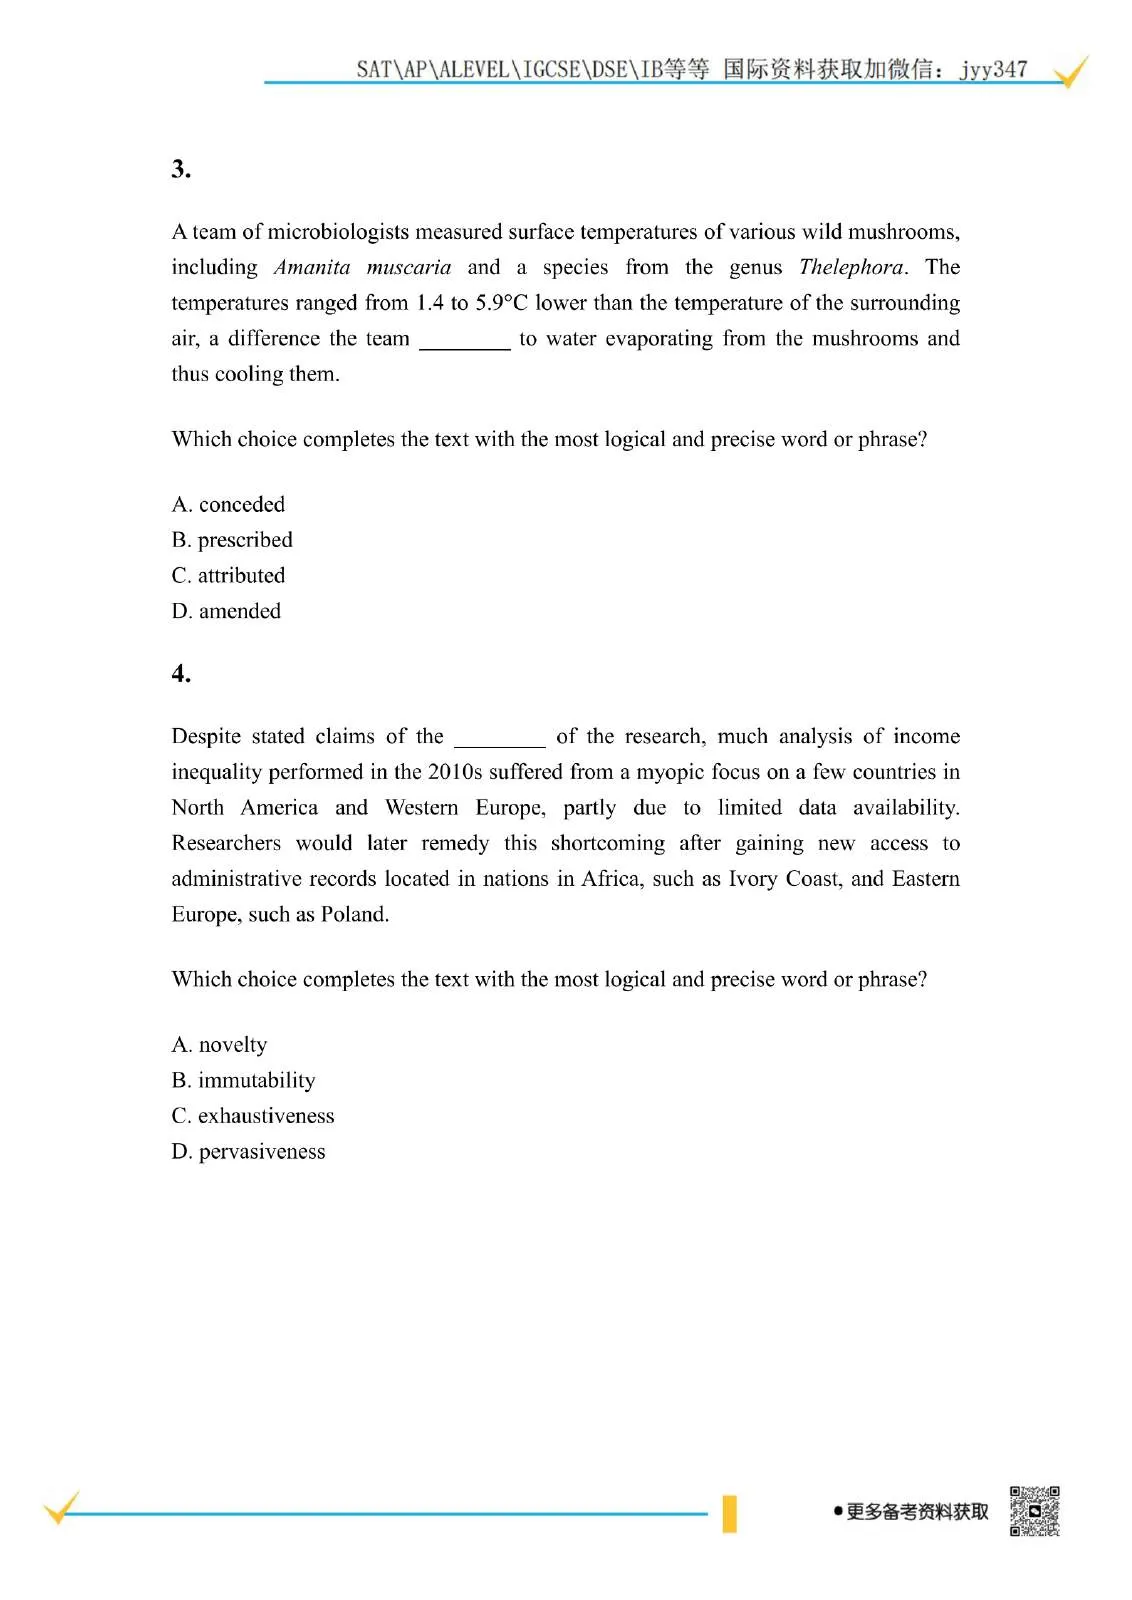 SAT\AP\ALEVEL\IGCSE\DSE\IB等等 国际资料获取加微信：jyy347
3.
A team of microbiologists measured surface temperatures of various wild mushrooms,
including Amanita muscaria and a species from the genus Thelephora. The
temperatures ranged from 1.4 to 5.9°C lower than the temperature of the surrounding
air, a difference the team ________ to water evaporating from the mushrooms and
thus cooling them.
Which choice completes the text with the most logical and precise word or phrase?
A. conceded
B. prescribed
C. attributed
D. amended
4.
Despite stated claims of the ________ of the research, much analysis of income
inequality performed in the 2010s suffered from a myopic focus on a few countries in
North America and Western Europe, partly due to limited data availability.
Researchers would later remedy this shortcoming after gaining new access to
administrative records located in nations in Africa, such as Ivory Coast, and Eastern
Europe, such as Poland.
Which choice completes the text with the most logical and precise word or phrase?
A. novelty
B. immutability
C. exhaustiveness
D. pervasiveness
•更多备考资料获取